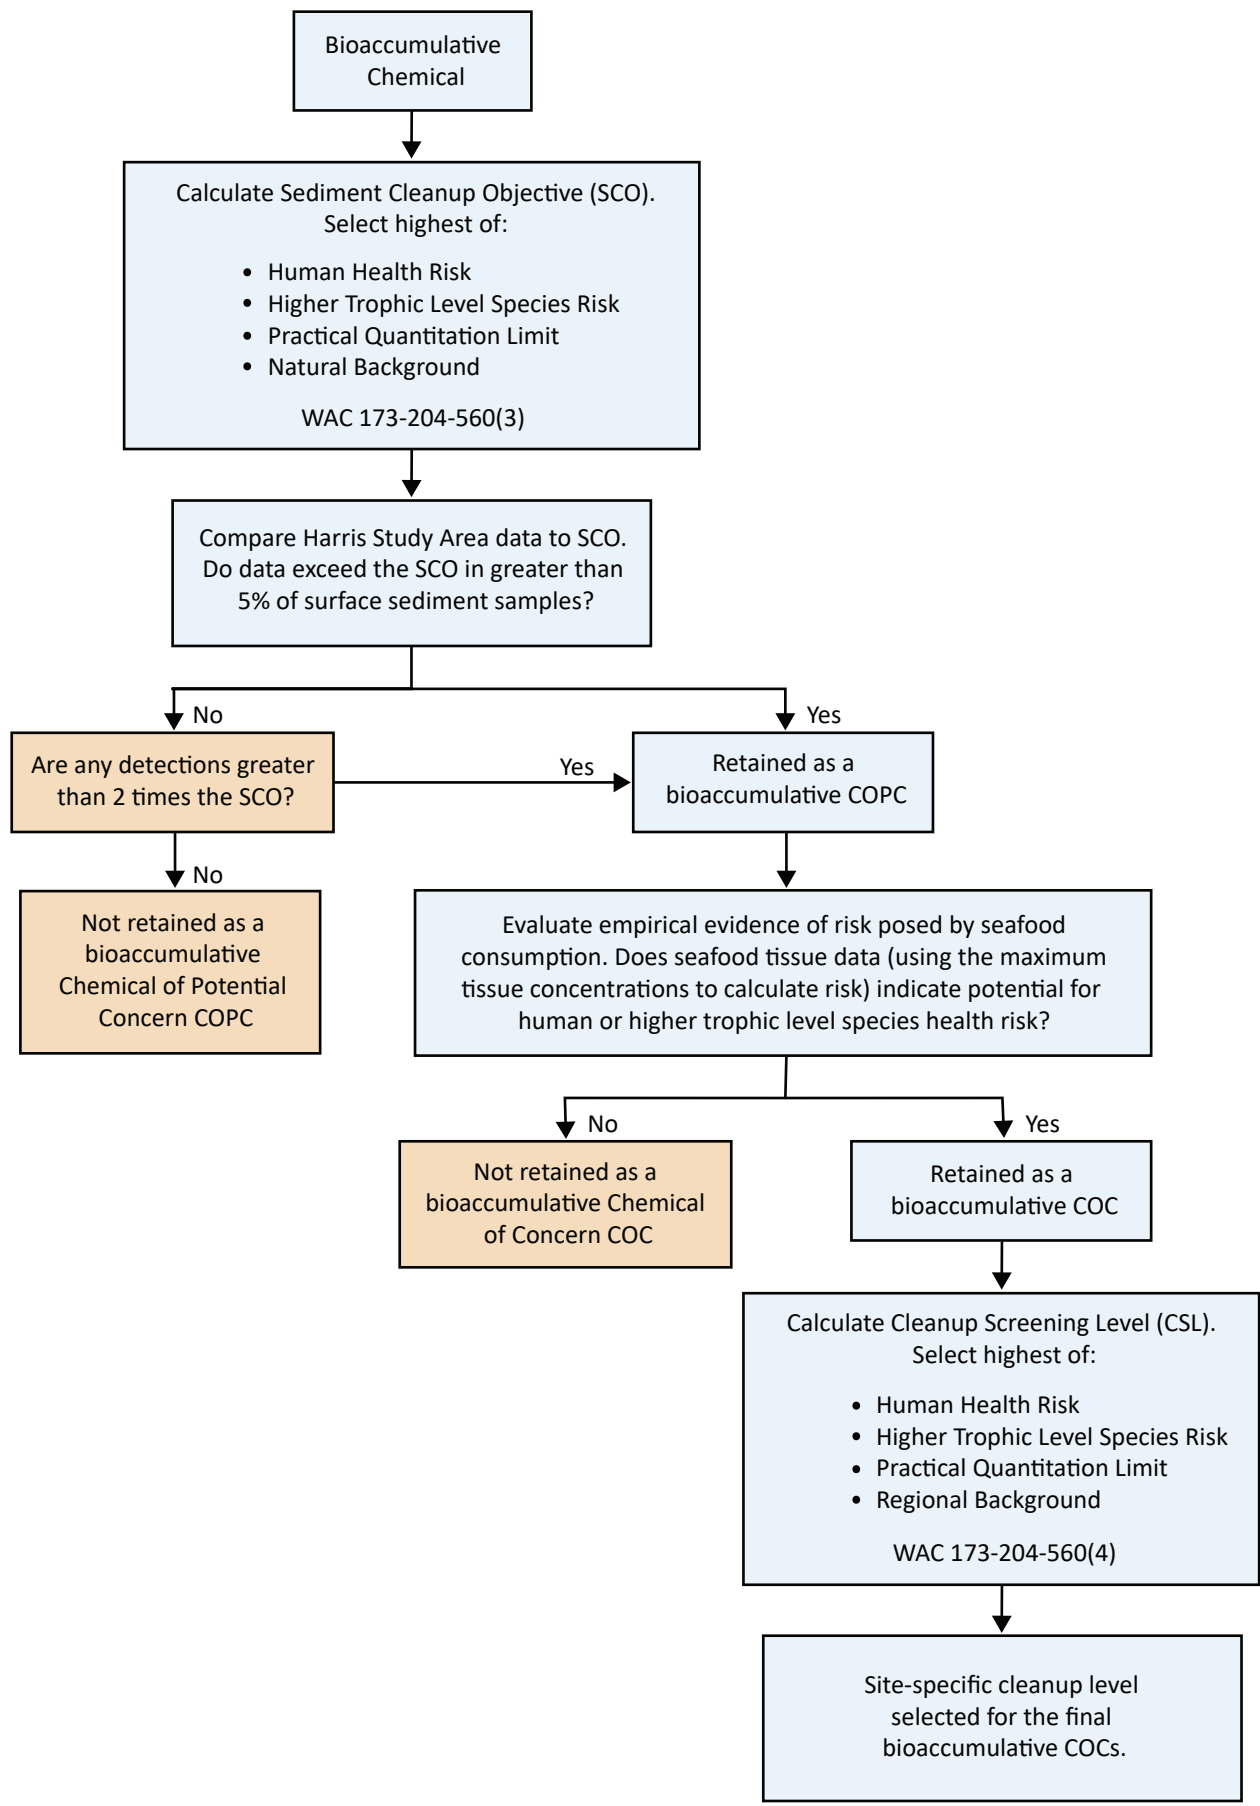 Bioaccumulative
Chemical
Calculate Sediment Cleanup Objective (SCO).
Select highest of:
• Human Health Risk
• Higher Trophic Level Species Risk
• Practical Quantitation Limit
• Natural Background
WAC 173-204-560(3)
Compare Harris Study Area data to SCO.
Do data exceed the SCO in greater than
5% of surface sediment samples?
No
Yes
Are any detections greater
than 2 times the SCO?
Yes
Retained as a
bioaccumulative COPC
No
Not retained as a
bioaccumulative
Chemical of Potential
Concern COPC
Evaluate empirical evidence of risk posed by seafood
consumption. Does seafood tissue data (using the maximum
tissue concentrations to calculate risk) indicate potential for
human or higher trophic level species health risk?
No
Yes
Not retained as a
bioaccumulative Chemical
of Concern COC
Retained as a
bioaccumulative COC
Calculate Cleanup Screening Level (CSL).
Select highest of:
• Human Health Risk
• Higher Trophic Level Species Risk
• Practical Quantitation Limit
• Regional Background
WAC 173-204-560(4)
Site-specific cleanup level
selected for the final
bioaccumulative COCs.